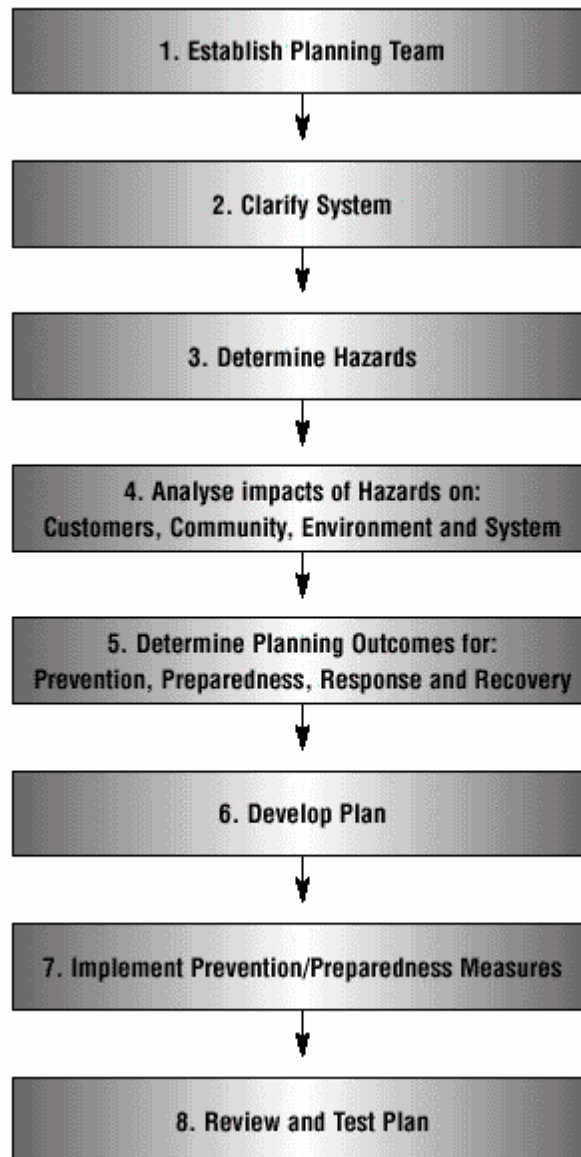 1. Establish Planning Team
2. Clarify System
3. Determine Hazards
4. Analyse impacts of Hazards on:
Customers, Community, Environment and System
5. Determine Planning Outcomes for:
Prevention, Preparedness, Response and Recovery
6. Develop Plan
7. Implement Prevention/Preparedness Measures
8. Review and Test Plan